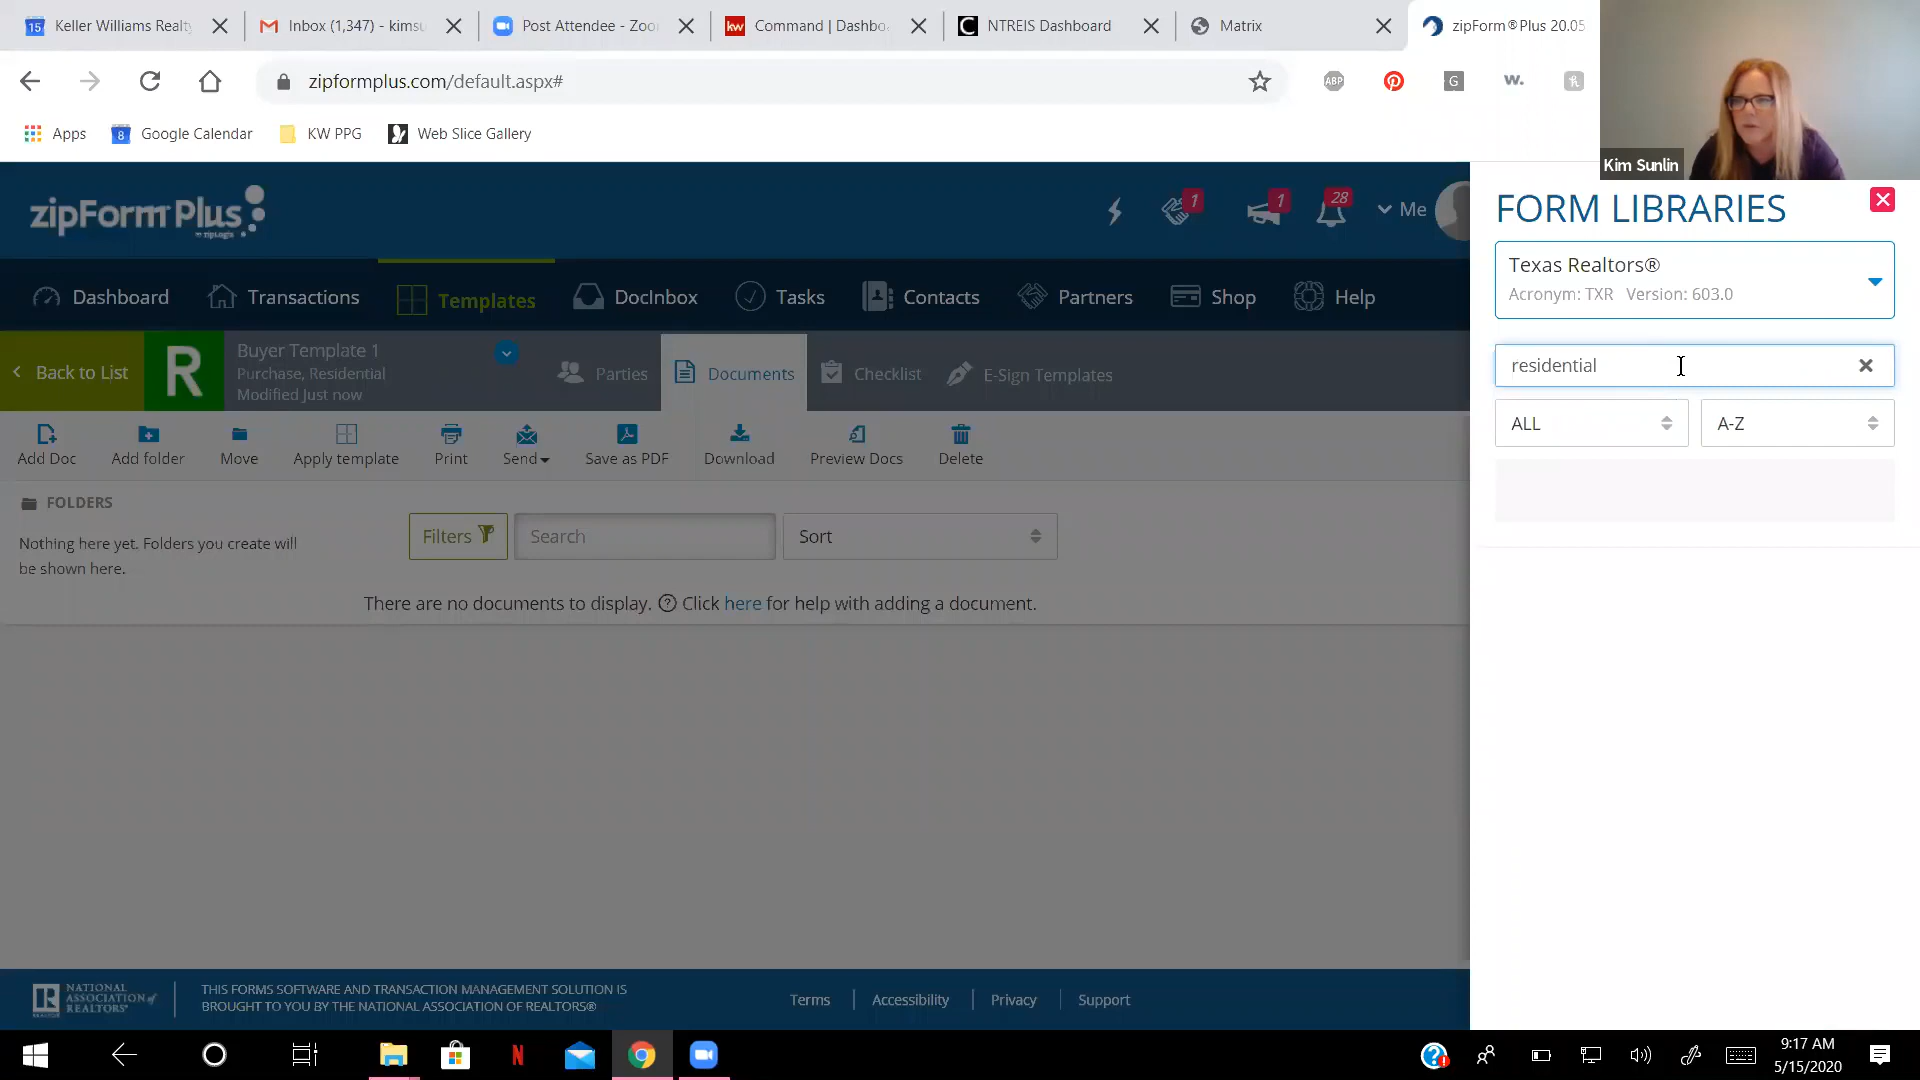 15 Keller Williams Realty
Inbox (1,347) - kimsu
Post Attendee - Zoo
kw Command | Dashbo
NTREIS Dashboard
Matrix
zipForm®Plus 20.05
zipformplus.com/default.aspx#
ABP
G
w.
Apps
8 Google Calendar
KW PPG
Web Slice Gallery
Kim Sunlin
zipForm Plus
by zipLogix
1
1
28
Me
Dashboard
Transactions
Templates
DocInbox
Tasks
Contacts
Partners
Shop
Help
Back to List
R
Buyer Template 1
Purchase, Residential
Modified Just now
Parties
Documents
Checklist
E-Sign Templates
Add Doc
Add folder
Move
Apply template
Print
Send
Save as PDF
Download
Preview Docs
Delete
FOLDERS
Nothing here yet. Folders you create will
be shown here.
Filters
Search
Sort
There are no documents to display. ? Click here for help with adding a document.
FORM LIBRARIES
Texas Realtors®
Acronym: TXR Version: 603.0
residential
ALL
A-Z
R
REALTOR
NATIONAL
ASSOCIATION of
REALTORS®
THIS FORMS SOFTWARE AND TRANSACTION MANAGEMENT SOLUTION IS
BROUGHT TO YOU BY THE NATIONAL ASSOCIATION OF REALTORS®
Terms
Accessibility
Privacy
Support
N
9:17 AM
5/15/2020